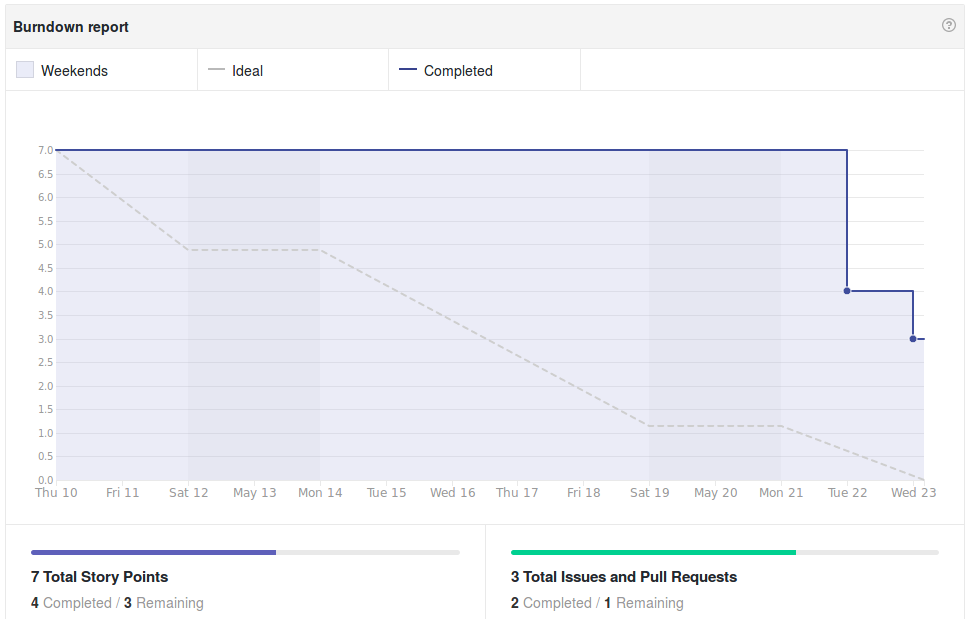 Burndown report
Weekends Ideal Completed
7.0
6.5
6.0
5.5
5.0
4.5
4.0
3.5
3.0
2.5
2.0
1.5
1.0
0.5
0.0
Thu 10 Fri 11 Sat 12 May 13 Mon 14 Tue 15 Wed 16 Thu 17 Fri 18 Sat 19 May 20 Mon 21 Tue 22 Wed 23
7 Total Story Points
4 Completed / 3 Remaining
3 Total Issues and Pull Requests
2 Completed / 1 Remaining